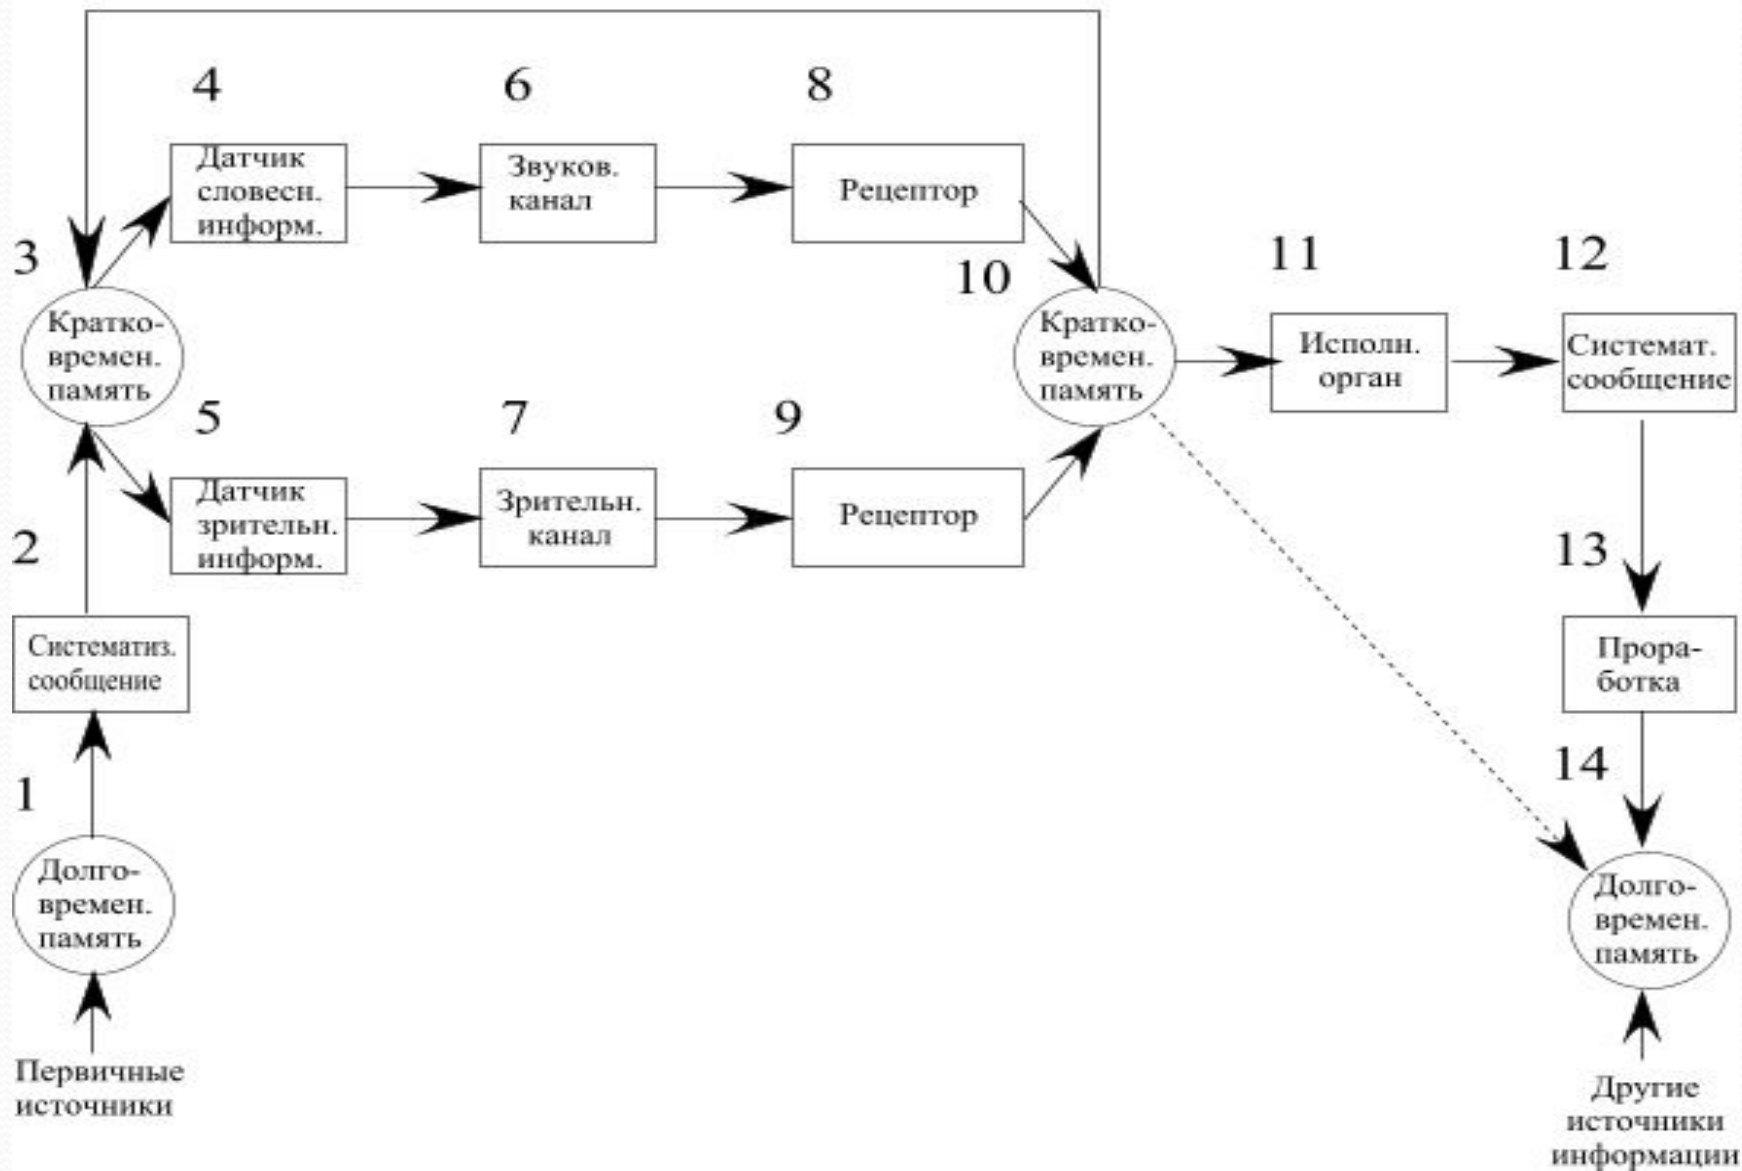 4
6
8
Датчик
словесн.
информ.
Звуков.
канал
Рецептор
3
10
11
12
Кратко-
времен.
память
Кратко-
времен.
память
Исполн.
орган
Системат.
сообщение
5
7
9
Датчик
зрительн.
информ.
Зрительн.
канал
Рецептор
2
13
Систематиз.
сообщение
Прора-
ботка
1
14
Долго-
времен.
память
Долго-
времен.
память
Первичные
источники
Другие
источники
информации